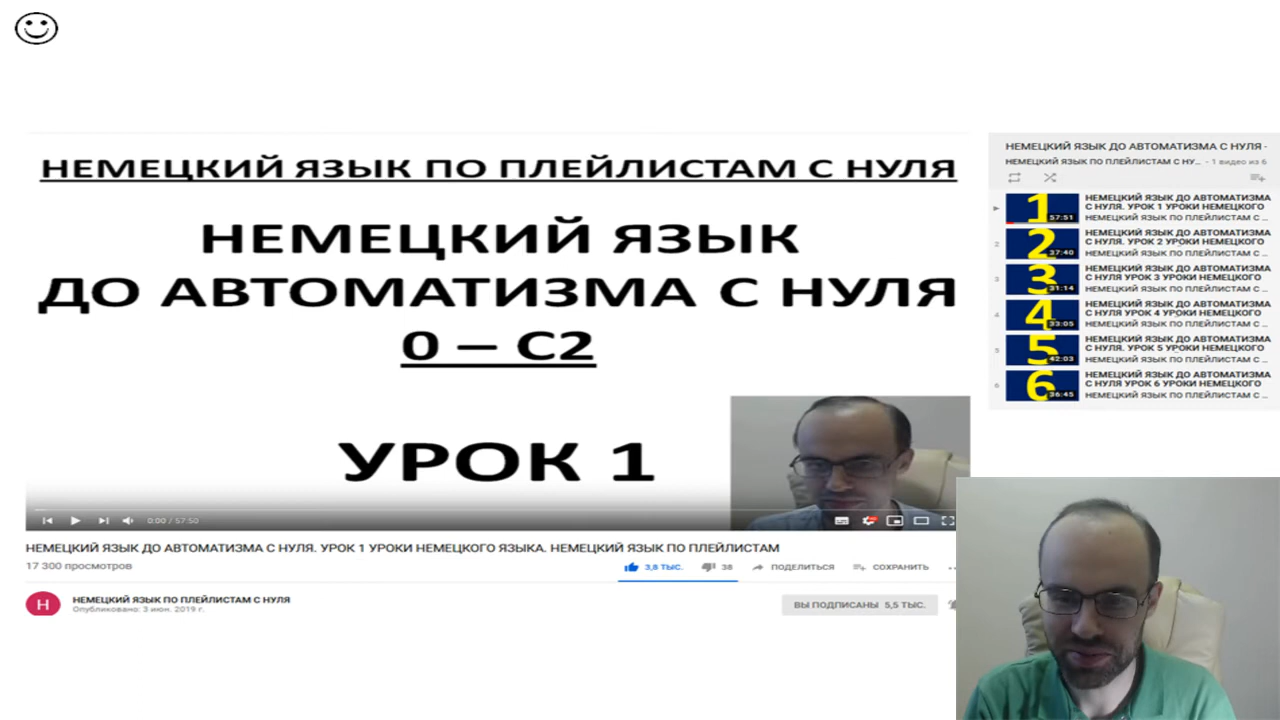 НЕМЕЦКИЙ ЯЗЫК ПО ПЛЕЙЛИСТАМ С НУЛЯ
НЕМЕЦКИЙ ЯЗЫК
ДО АВТОМАТИЗМА С НУЛЯ
0 – C2
УРОК 1
0:00 / 57:50
НЕМЕЦКИЙ ЯЗЫК ДО АВТОМАТИЗМА С НУЛЯ. УРОК 1 УРОКИ НЕМЕЦКОГО ЯЗЫКА. НЕМЕЦКИЙ ЯЗЫК ПО ПЛЕЙЛИСТАМ
17 300 просмотров
3,8 ТЫС. 38 ПОДЕЛИТЬСЯ СОХРАНИТЬ
Н
НЕМЕЦКИЙ ЯЗЫК ПО ПЛЕЙЛИСТАМ С НУЛЯ
Опубликовано: 3 июн. 2019 г.
ВЫ ПОДПИСАНЫ 5,5 ТЫС.
НЕМЕЦКИЙ ЯЗЫК ДО АВТОМАТИЗМА С НУЛЯ -
НЕМЕЦКИЙ ЯЗЫК ПО ПЛЕЙЛИСТАМ С НУ... - 1 видео из 6
1
57:51
НЕМЕЦКИЙ ЯЗЫК ДО АВТОМАТИЗМА
С НУЛЯ. УРОК 1 УРОКИ НЕМЕЦКОГО
НЕМЕЦКИЙ ЯЗЫК ПО ПЛЕЙЛИСТАМ С ...
2
2
37:40
НЕМЕЦКИЙ ЯЗЫК ДО АВТОМАТИЗМА
С НУЛЯ. УРОК 2 УРОКИ НЕМЕЦКОГО
НЕМЕЦКИЙ ЯЗЫК ПО ПЛЕЙЛИСТАМ С ...
3
3
31:14
НЕМЕЦКИЙ ЯЗЫК ДО АВТОМАТИЗМА
С НУЛЯ УРОК 3 УРОКИ НЕМЕЦКОГО
НЕМЕЦКИЙ ЯЗЫК ПО ПЛЕЙЛИСТАМ С ...
4
4
33:05
НЕМЕЦКИЙ ЯЗЫК ДО АВТОМАТИЗМА
С НУЛЯ УРОК 4 УРОКИ НЕМЕЦКОГО
НЕМЕЦКИЙ ЯЗЫК ПО ПЛЕЙЛИСТАМ С ...
5
5
42:03
НЕМЕЦКИЙ ЯЗЫК ДО АВТОМАТИЗМА
С НУЛЯ. УРОК 5 УРОКИ НЕМЕЦКОГО
НЕМЕЦКИЙ ЯЗЫК ПО ПЛЕЙЛИСТАМ С ...
6
6
36:45
НЕМЕЦКИЙ ЯЗЫК ДО АВТОМАТИЗМА
С НУЛЯ УРОК 6 УРОКИ НЕМЕЦКОГО
НЕМЕЦКИЙ ЯЗЫК ПО ПЛЕЙЛИСТАМ С ...